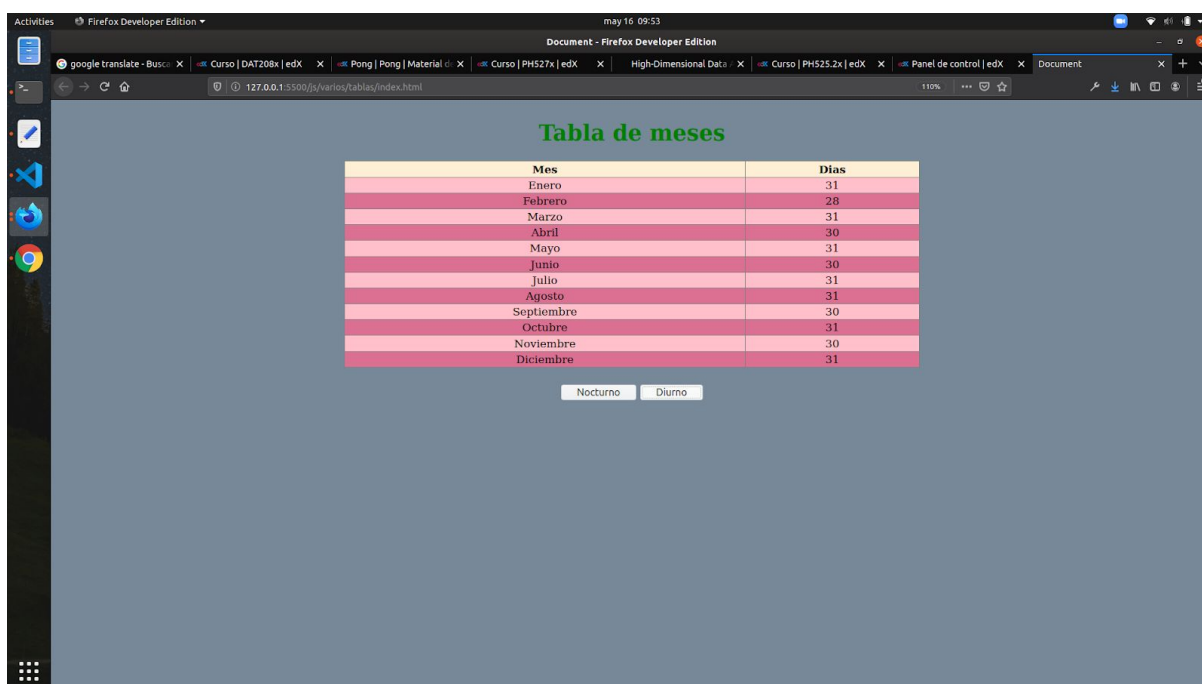 Activities Firefox Developer Edition may 16 09:53
Document - Firefox Developer Edition
google translate - Busca Curso | DAT208x | edX Pong | Pong | Material de Curso | PH527x | edX High-Dimensional Data Curso | PH525.2x | edX Panel de control | edX Document
127.0.0.1:5500/js/varios/tablas/index.html 110%
Tabla de meses
Mes Dias
Enero 31
Febrero 28
Marzo 31
Abril 30
Mayo 31
Junio 30
Julio 31
Agosto 31
Septiembre 30
Octubre 31
Noviembre 30
Diciembre 31
Nocturno Diurno